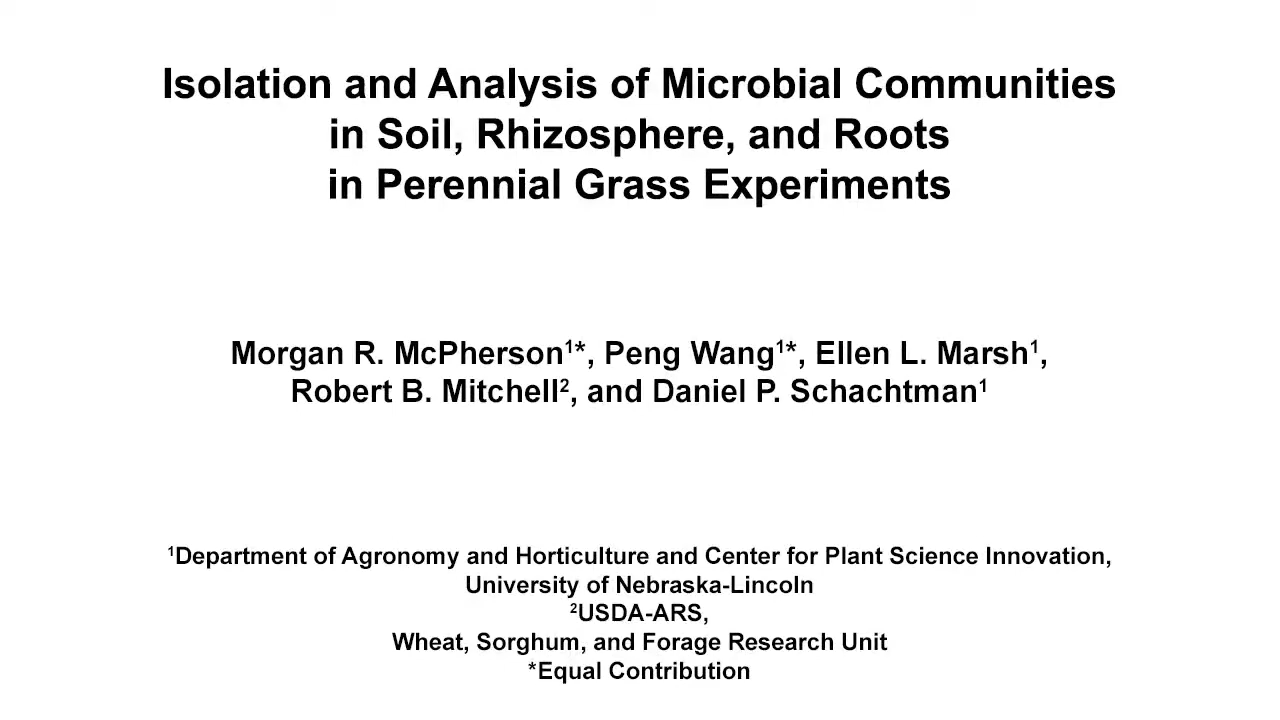 Isolation and Analysis of Microbial Communities
in Soil, Rhizosphere, and Roots
in Perennial Grass Experiments
Morgan R. McPherson¹*, Peng Wang¹*, Ellen L. Marsh¹,
Robert B. Mitchell², and Daniel P. Schachtman¹
¹Department of Agronomy and Horticulture and Center for Plant Science Innovation,
University of Nebraska-Lincoln
²USDA-ARS,
Wheat, Sorghum, and Forage Research Unit
*Equal Contribution